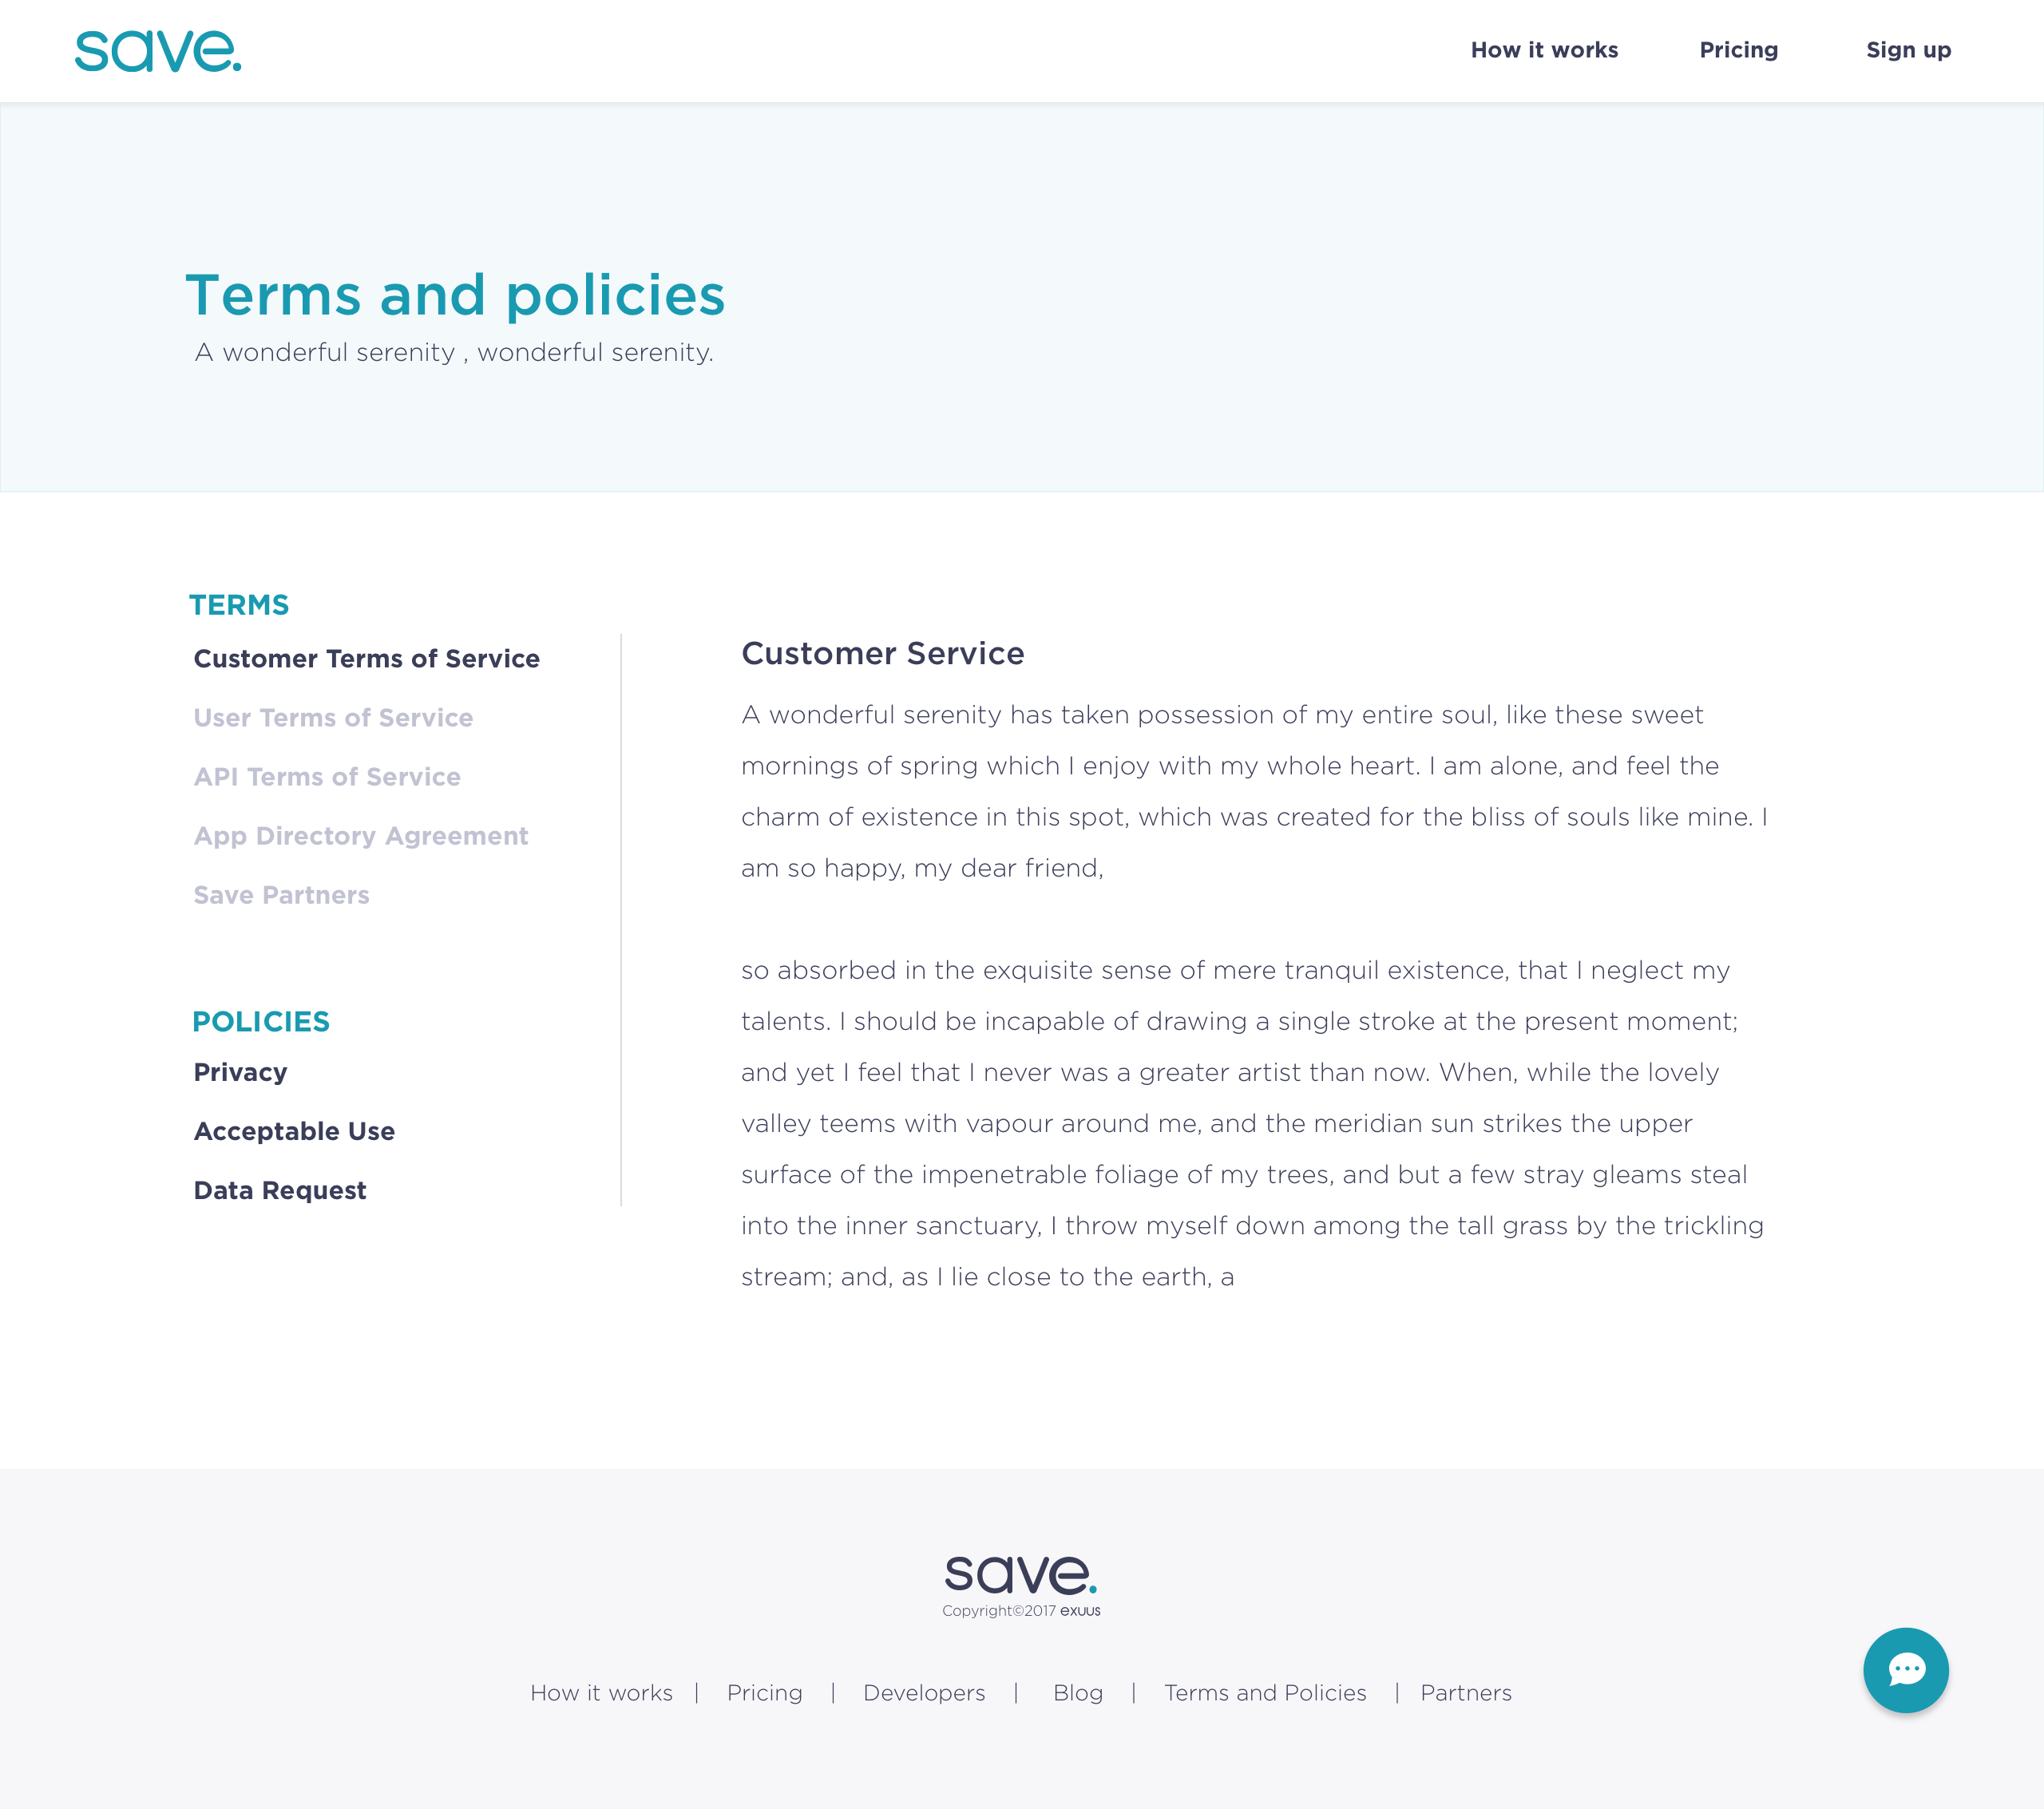 save.
How it works
Pricing
Sign up
Terms and policies
A wonderful serenity , wonderful serenity.
TERMS
Customer Terms of Service
User Terms of Service
API Terms of Service
App Directory Agreement
Save Partners
POLICIES
Privacy
Acceptable Use
Data Request
Customer Service
A wonderful serenity has taken possession of my entire soul, like these sweet
mornings of spring which I enjoy with my whole heart. I am alone, and feel the
charm of existence in this spot, which was created for the bliss of souls like mine. I
am so happy, my dear friend,
so absorbed in the exquisite sense of mere tranquil existence, that I neglect my
talents. I should be incapable of drawing a single stroke at the present moment;
and yet I feel that I never was a greater artist than now. When, while the lovely
valley teems with vapour around me, and the meridian sun strikes the upper
surface of the impenetrable foliage of my trees, and but a few stray gleams steal
into the inner sanctuary, I throw myself down among the tall grass by the trickling
stream; and, as I lie close to the earth, a
save.
Copyright©2017 exuus
How it works | Pricing | Developers | Blog | Terms and Policies | Partners